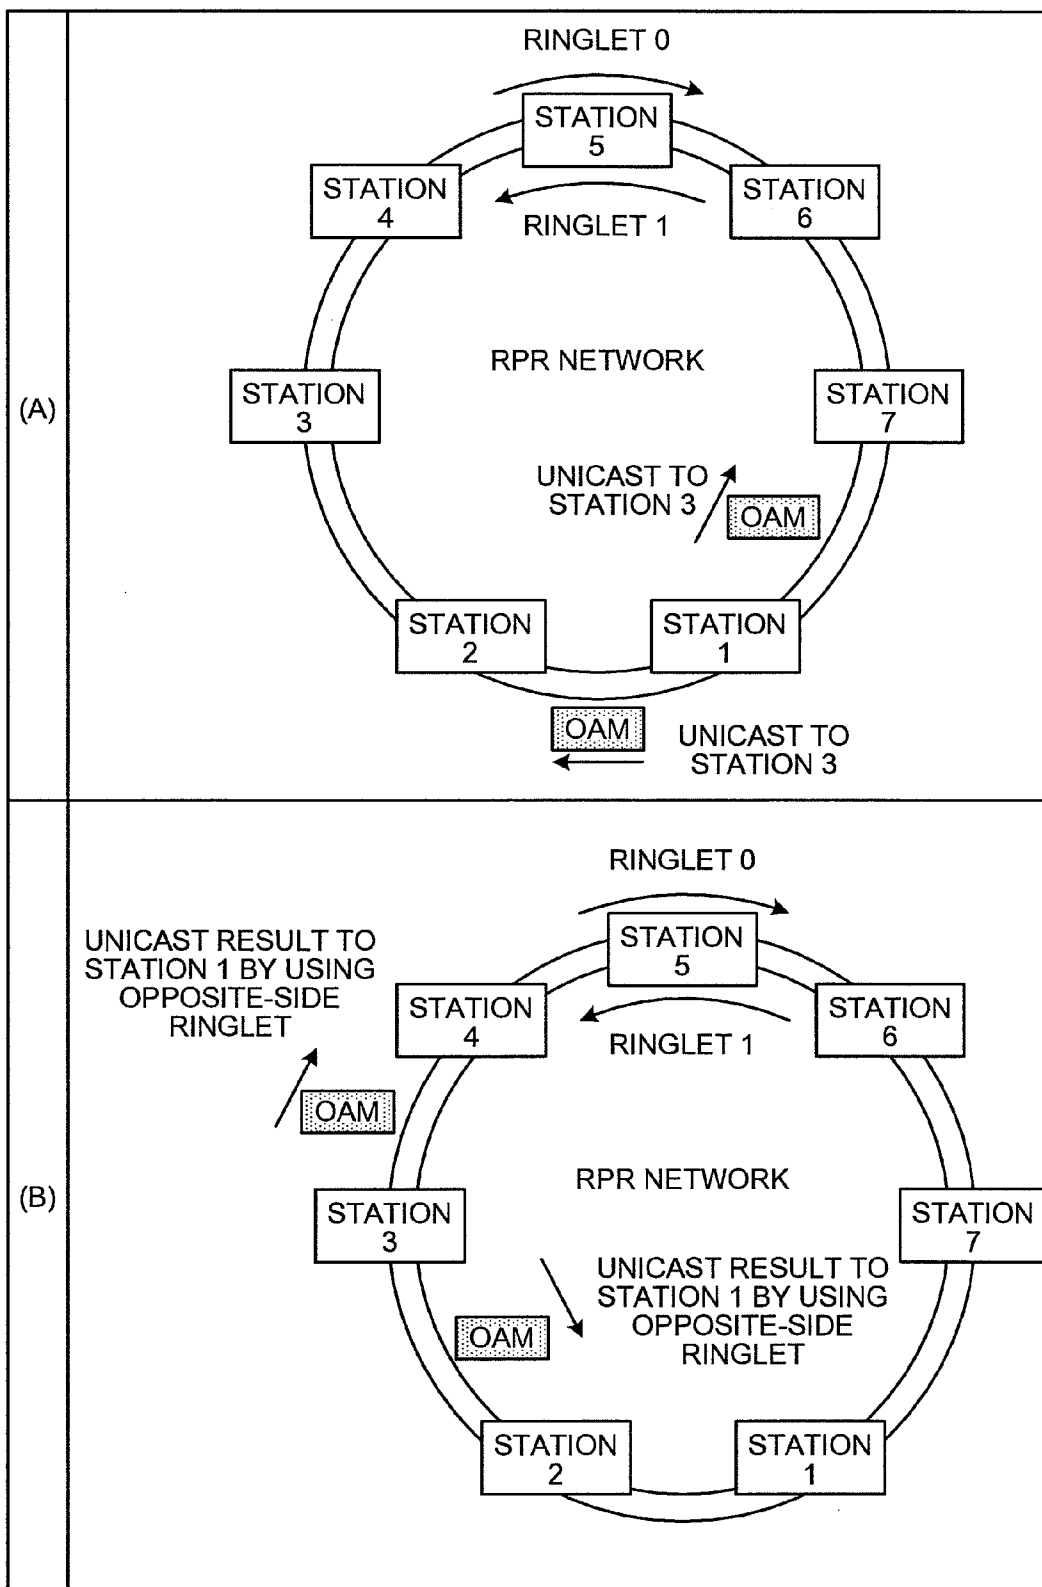 (A)
RINGLET 0
STATION
5
STATION
4
STATION
6
RINGLET 1
RPR NETWORK
STATION
3
STATION
7
UNICAST TO
STATION 3
OAM
STATION
2
STATION
1
OAM
UNICAST TO
STATION 3
(B)
RINGLET 0
UNICAST RESULT TO
STATION 1 BY USING
OPPOSITE-SIDE
RINGLET
STATION
5
STATION
4
STATION
6
RINGLET 1
OAM
RPR NETWORK
STATION
3
STATION
7
UNICAST RESULT TO
STATION 1 BY USING
OPPOSITE-SIDE
RINGLET
OAM
STATION
2
STATION
1